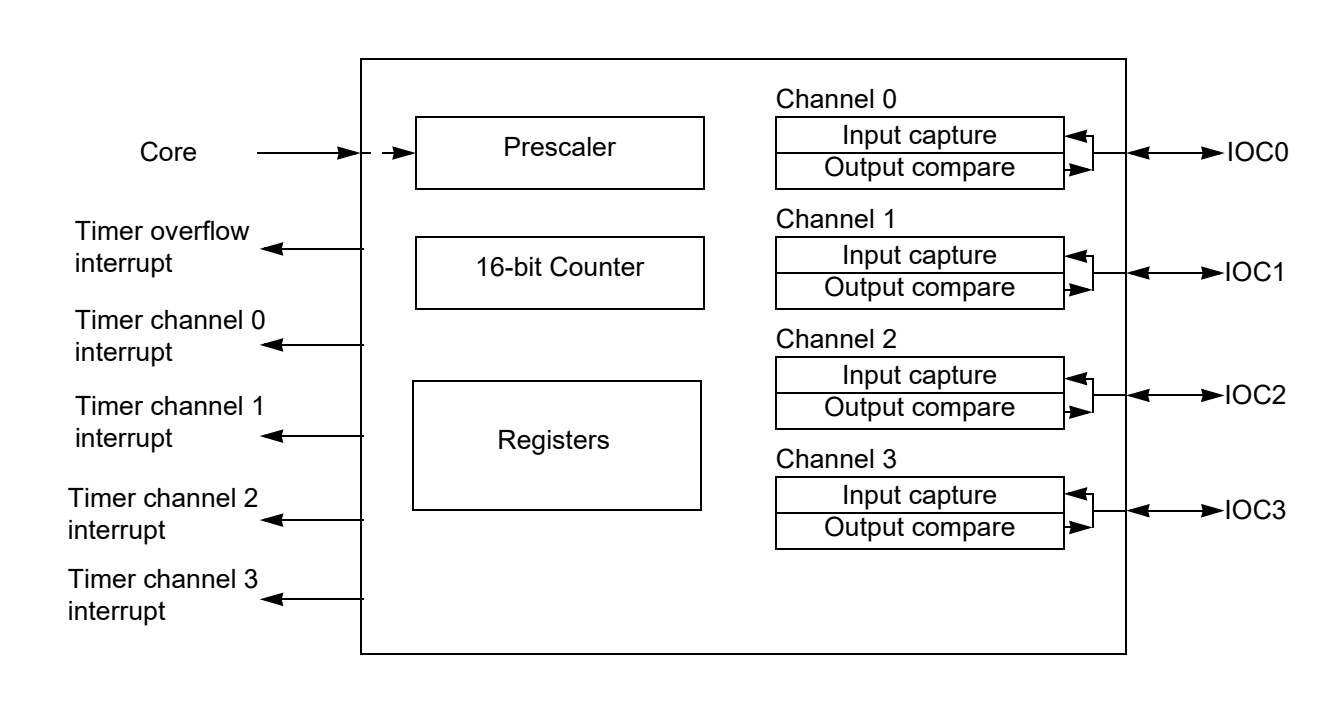 Core
Timer overflow
interrupt
Timer channel 0
interrupt
Timer channel 1
interrupt
Timer channel 2
interrupt
Timer channel 3
interrupt
Prescaler
16-bit Counter
Registers
Channel 0
Input capture
Output compare
Channel 1
Input capture
Output compare
Channel 2
Input capture
Output compare
Channel 3
Input capture
Output compare
IOC0
IOC1
IOC2
IOC3